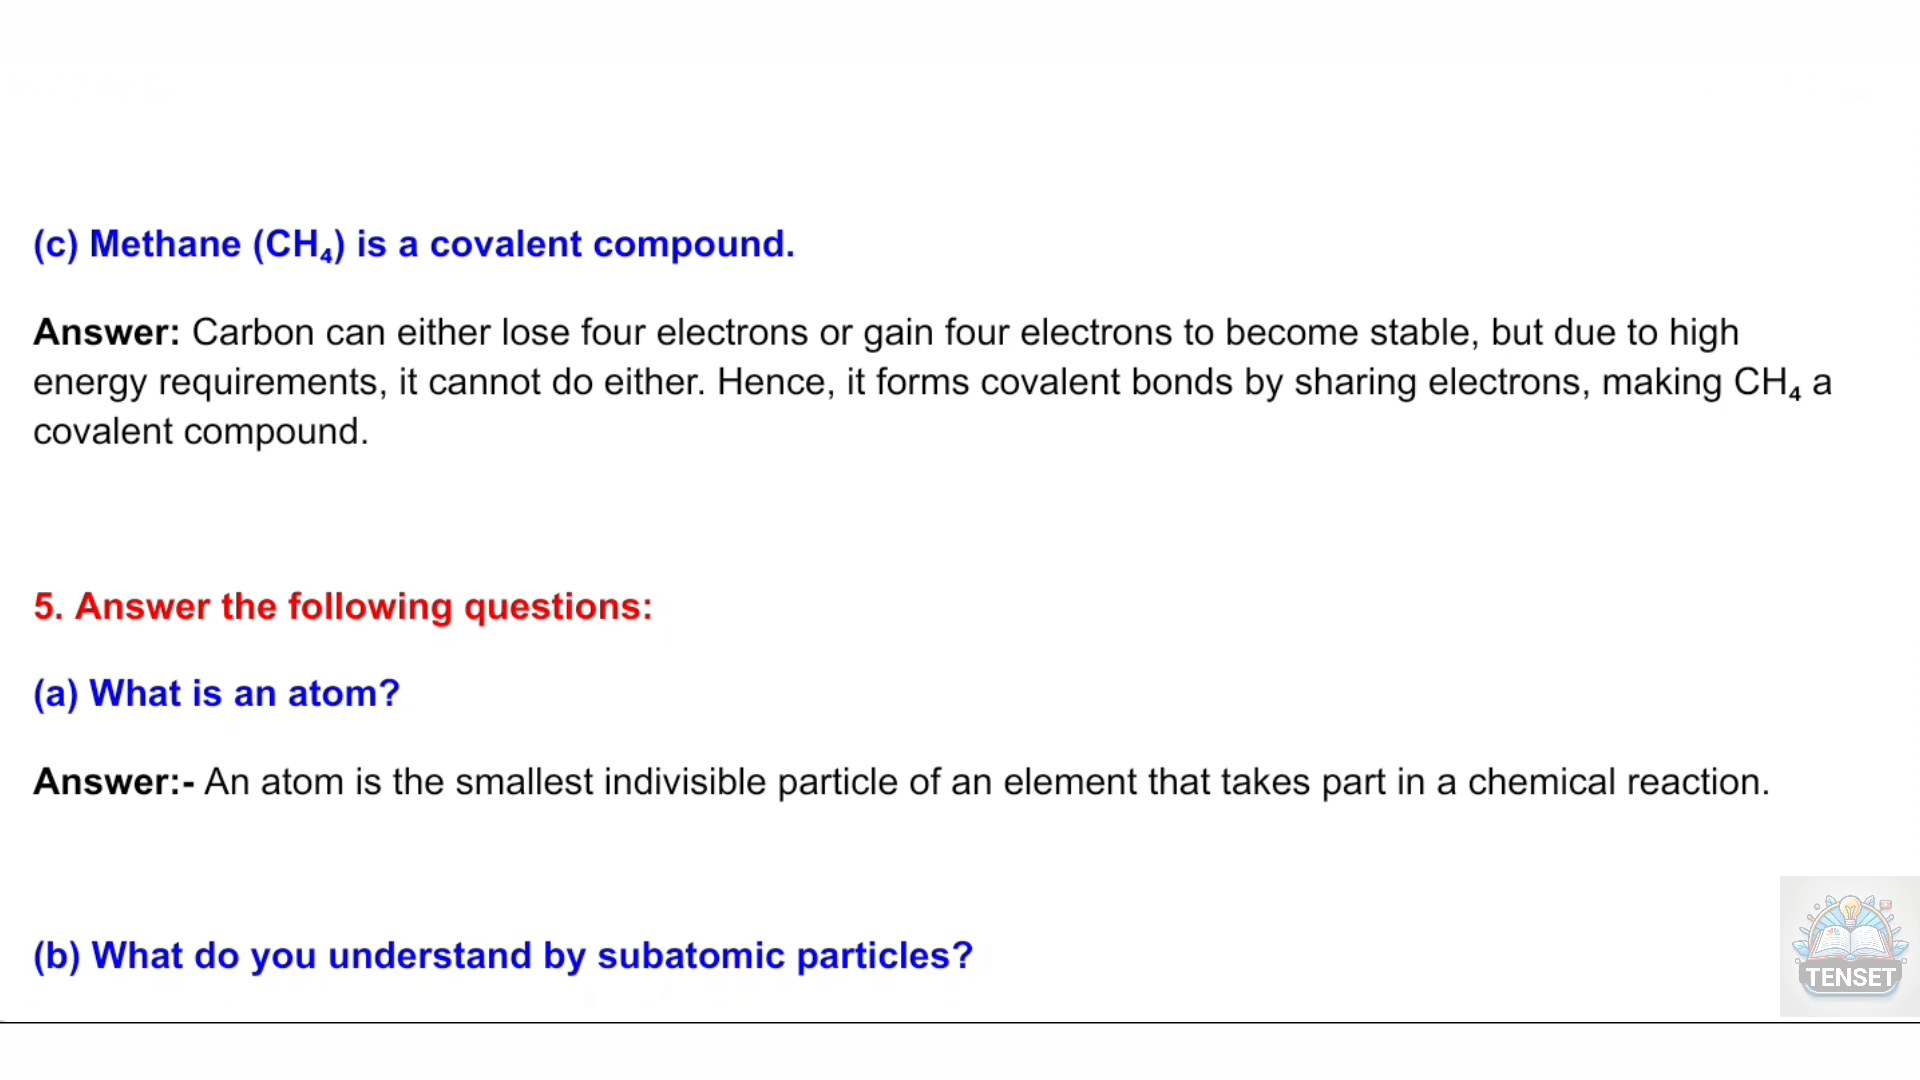 (c) Methane (CH₄) is a covalent compound.
Answer: Carbon can either lose four electrons or gain four electrons to become stable, but due to high
energy requirements, it cannot do either. Hence, it forms covalent bonds by sharing electrons, making CH₄ a
covalent compound.
5. Answer the following questions:
(a) What is an atom?
Answer:- An atom is the smallest indivisible particle of an element that takes part in a chemical reaction.
(b) What do you understand by subatomic particles?
TENSET